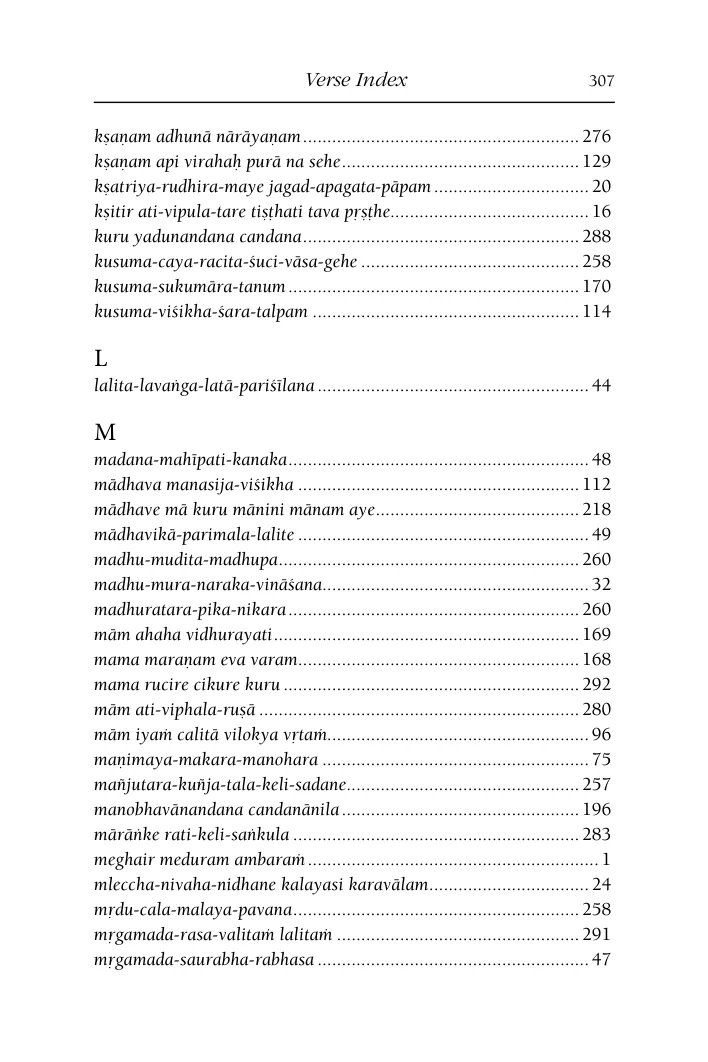 Verse Index 307
kṣaṇam adhunā nārāyaṇam............................................................ 276
kṣaṇam api virahaḥ purā na sehe.................................................... 129
kṣatriya-rudhira-maye jagad-apagata-pāpam ................................ 20
kṣitir ati-vipula-tare tiṣṭhati tava pṛṣṭhe......................................... 16
kuru yadunandana candana............................................................ 288
kusuma-caya-racita-śuci-vāsa-gehe ................................................ 258
kusuma-sukumāra-tanum ............................................................... 170
kusuma-viśikha-śara-talpam .......................................................... 114
L
lalita-lavaṅga-latā-pariśīlana ........................................................... 44
M
madana-mahīpati-kanaka................................................................ 48
mādhava manasija-viśikha ............................................................. 112
mādhave mā kuru mānini mānam aye............................................. 218
mādhavikā-parimala-lalite .............................................................. 49
madhu-mudita-madhupa................................................................. 260
madhu-mura-naraka-vināśana......................................................... 32
madhuratara-pika-nikara ............................................................... 260
mām ahaha vidhurayati.................................................................. 169
mama maraṇam eva varam............................................................. 168
mama rucire cikure kuru ................................................................ 292
mām ati-viphala-ruṣā ..................................................................... 280
mām iyaṁ calitā vilokya vṛtaṁ........................................................ 96
maṇimaya-makara-manohara ......................................................... 75
mañjutara-kuñja-tala-keli-sadane.................................................... 257
manobhavānandana candanānila .................................................... 196
mārāṅke rati-keli-saṅkula .............................................................. 283
meghair meduram ambaraṁ ............................................................ 1
mleccha-nivaha-nidhane kalayasi karavālam................................. 24
mṛdu-cala-malaya-pavana.............................................................. 258
mṛgamada-rasa-valitaṁ lalitaṁ ...................................................... 291
mṛgamada-saurabha-rabhasa .......................................................... 47